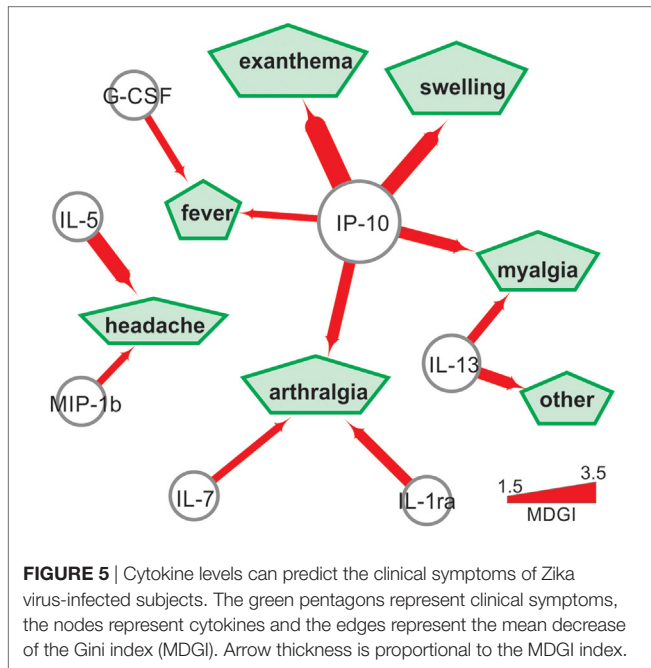 exanthema
swelling
G-CSF
fever
IL-5
IP-10
myalgia
headache
IL-13
MIP-1b
arthralgia
other
IL-7
IL-1ra
1.5
3.5
MDGI
FIGURE 5 | Cytokine levels can predict the clinical symptoms of Zika
virus-infected subjects. The green pentagons represent clinical symptoms,
the nodes represent cytokines and the edges represent the mean decrease
of the Gini index (MDGI). Arrow thickness is proportional to the MDGI index.